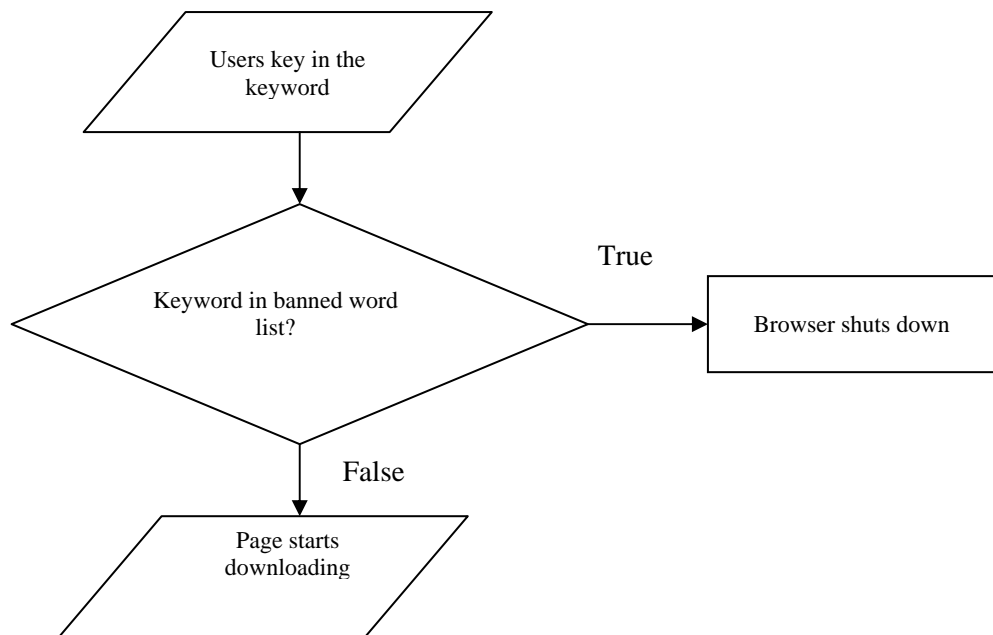 Users key in the
keyword
True
Keyword in banned word
list?
Browser shuts down
False
Page starts
downloading